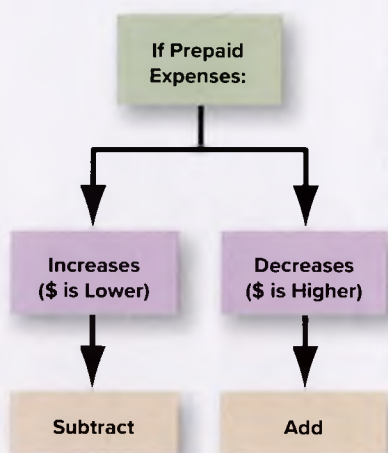 If Prepaid
Expenses:
Increases
($ is Lower)
Decreases
($ is Higher)
Subtract
Add